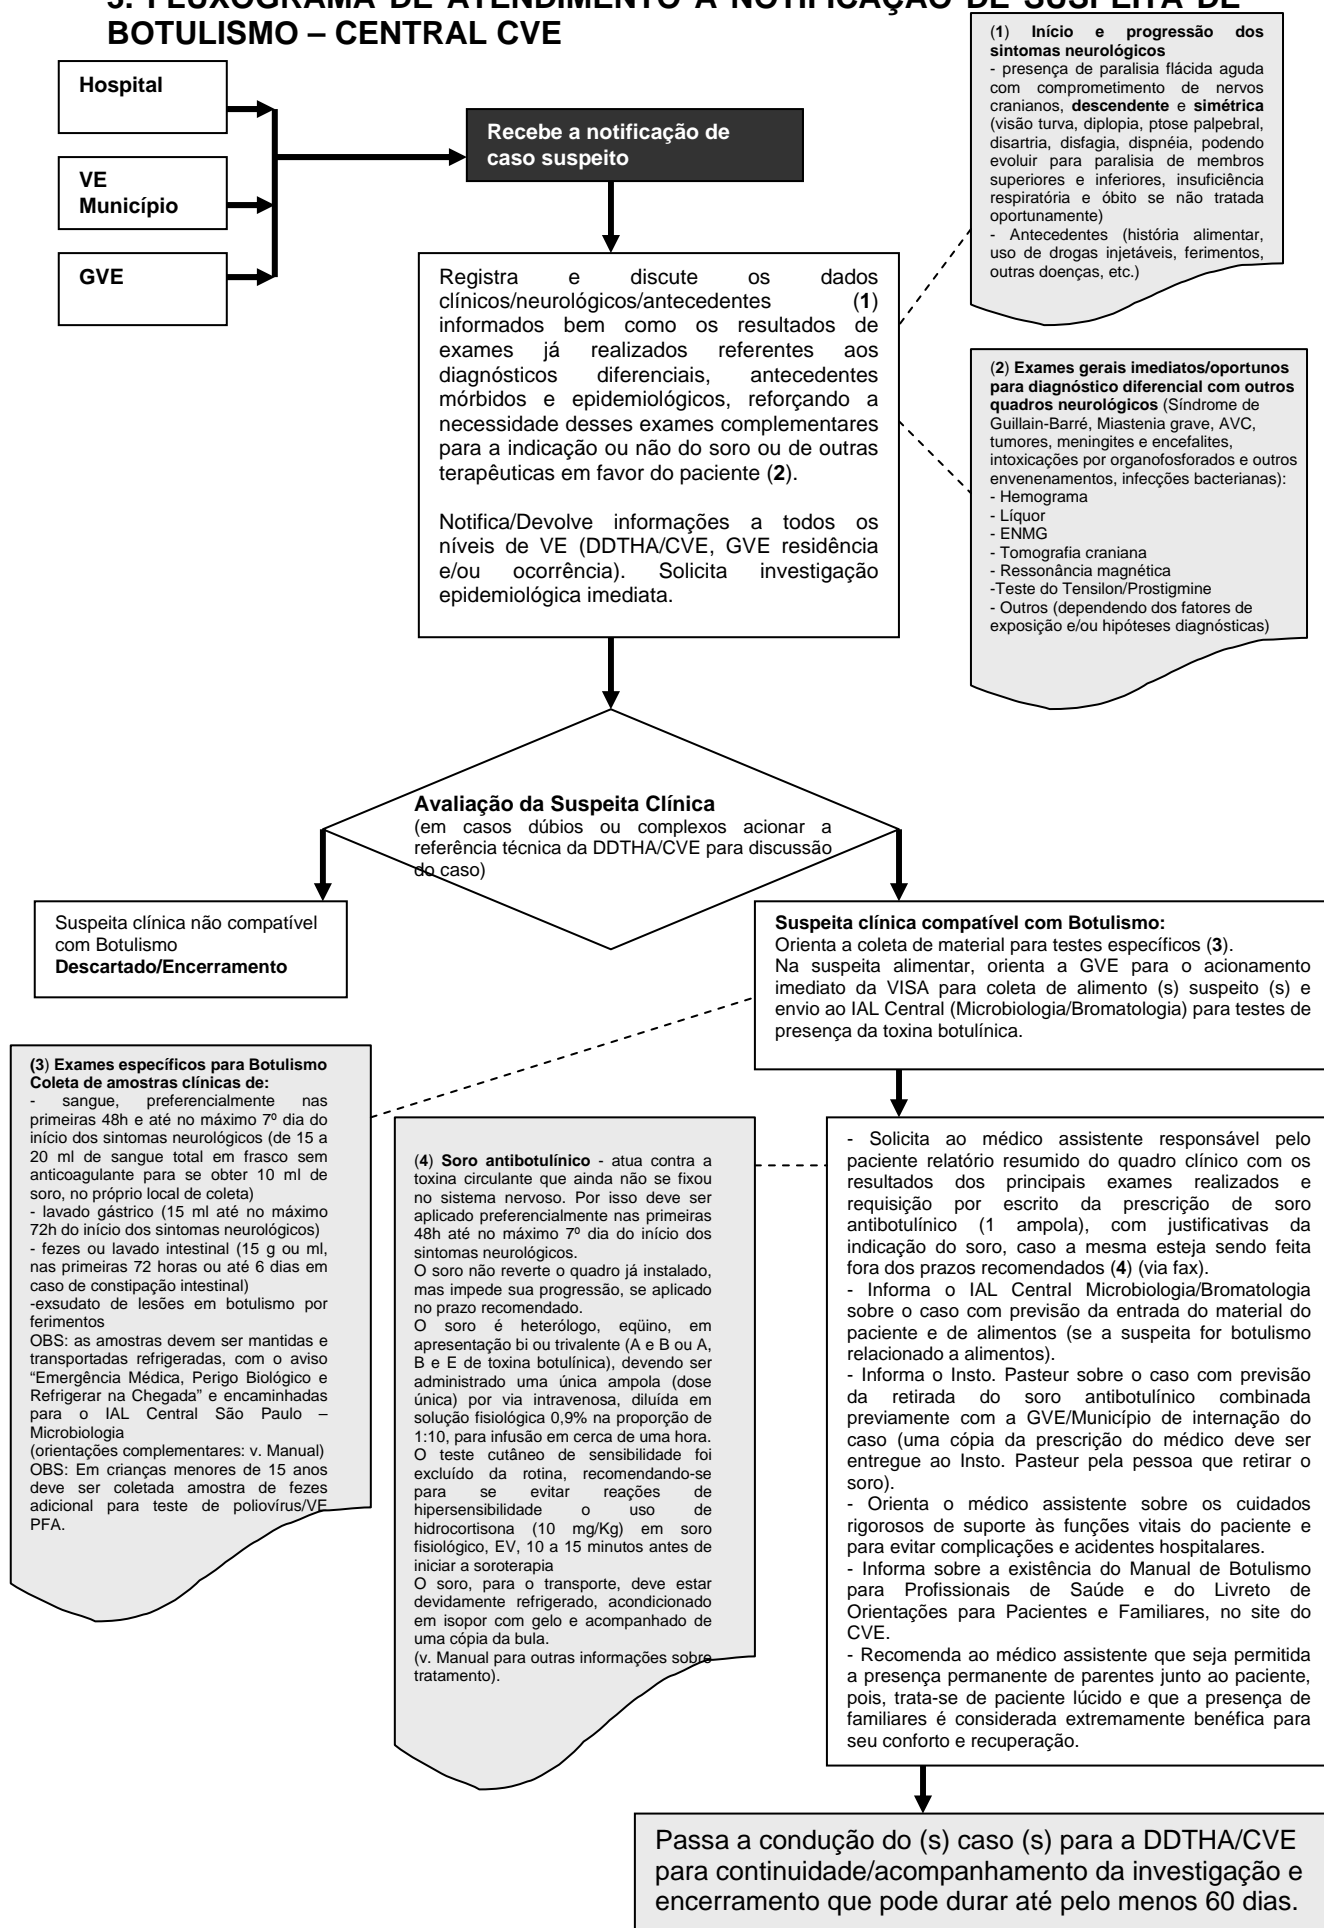 3. FLUXOGRAMA DE ATENDIMENTO À NOTIFICAÇÃO DE SUSPEITA DE
BOTULISMO – CENTRAL CVE
Hospital
VE
Município
GVE
Recebe a notificação de
caso suspeito
(1) Início e progressão dos
sintomas neurológicos
- presença de paralisia flácida aguda
com comprometimento de nervos
cranianos, descendente e simétrica
(visão turva, diplopia, ptose palpebral,
disartria, disfagia, dispnéia, podendo
evoluir para paralisia de membros
superiores e inferiores, insuficiência
respiratória e óbito se não tratada
oportunamente)
- Antecedentes (história alimentar,
uso de drogas injetáveis, ferimentos,
outras doenças, etc.)
Registra e discute os dados
clínicos/neurológicos/antecedentes (1)
informados bem como os resultados de
exames já realizados referentes aos
diagnósticos diferenciais, antecedentes
mórbidos e epidemiológicos, reforçando a
necessidade desses exames complementares
para a indicação ou não do soro ou de outras
terapêuticas em favor do paciente (2).
Notifica/Devolve informações a todos os
níveis de VE (DDTHA/CVE, GVE residência
e/ou ocorrência). Solicita investigação
epidemiológica imediata.
(2) Exames gerais imediatos/oportunos
para diagnóstico diferencial com outros
quadros neurológicos (Síndrome de
Guillain-Barré, Miastenia grave, AVC,
tumores, meningites e encefalites,
intoxicações por organofosforados e outros
envenenamentos, infecções bacterianas):
- Hemograma
- Líquor
- ENMG
- Tomografia craniana
- Ressonância magnética
-Teste do Tensilon/Prostigmine
- Outros (dependendo dos fatores de
exposição e/ou hipóteses diagnósticas)
Avaliação da Suspeita Clínica
(em casos dúbios ou complexos acionar a
referência técnica da DDTHA/CVE para discussão
do caso)
Suspeita clínica não compatível
com Botulismo
Descartado/Encerramento
Suspeita clínica compatível com Botulismo:
Orienta a coleta de material para testes específicos (3).
Na suspeita alimentar, orienta a GVE para o acionamento
imediato da VISA para coleta de alimento (s) suspeito (s) e
envio ao IAL Central (Microbiologia/Bromatologia) para testes de
presença da toxina botulínica.
(3) Exames específicos para Botulismo
Coleta de amostras clínicas de:
- sangue, preferencialmente nas
primeiras 48h e até no máximo 7º dia do
início dos sintomas neurológicos (de 15 a
20 ml de sangue total em frasco sem
anticoagulante para se obter 10 ml de
soro, no próprio local de coleta)
- lavado gástrico (15 ml até no máximo
72h do início dos sintomas neurológicos)
- fezes ou lavado intestinal (15 g ou ml,
nas primeiras 72 horas ou até 6 dias em
caso de constipação intestinal)
-exsudato de lesões em botulismo por
ferimentos
OBS: as amostras devem ser mantidas e
transportadas refrigeradas, com o aviso
“Emergência Médica, Perigo Biológico e
Refrigerar na Chegada” e encaminhadas
para o IAL Central São Paulo –
Microbiologia
(orientações complementares: v. Manual)
OBS: Em crianças menores de 15 anos
deve ser coletada amostra de fezes
adicional para teste de poliovírus/VE
PFA.
(4) Soro antibotulínico - atua contra a
toxina circulante que ainda não se fixou
no sistema nervoso. Por isso deve ser
aplicado preferencialmente nas primeiras
48h até no máximo 7º dia do início dos
sintomas neurológicos.
O soro não reverte o quadro já instalado,
mas impede sua progressão, se aplicado
no prazo recomendado.
O soro é heterólogo, eqüino, em
apresentação bi ou trivalente (A e B ou A,
B e E de toxina botulínica), devendo ser
administrado uma única ampola (dose
única) por via intravenosa, diluída em
solução fisiológica 0,9% na proporção de
1:10, para infusão em cerca de uma hora.
O teste cutâneo de sensibilidade foi
excluído da rotina, recomendando-se
para se evitar reações de
hipersensibilidade o uso de
hidrocortisona (10 mg/Kg) em soro
fisiológico, EV, 10 a 15 minutos antes de
iniciar a soroterapia
O soro, para o transporte, deve estar
devidamente refrigerado, acondicionado
em isopor com gelo e acompanhado de
uma cópia da bula.
(v. Manual para outras informações sobre
tratamento).
- Solicita ao médico assistente responsável pelo
paciente relatório resumido do quadro clínico com os
resultados dos principais exames realizados e
requisição por escrito da prescrição de soro
antibotulínico (1 ampola), com justificativas da
indicação do soro, caso a mesma esteja sendo feita
fora dos prazos recomendados (4) (via fax).
- Informa o IAL Central Microbiologia/Bromatologia
sobre o caso com previsão da entrada do material do
paciente e de alimentos (se a suspeita for botulismo
relacionado a alimentos).
- Informa o Insto. Pasteur sobre o caso com previsão
da retirada do soro antibotulínico combinada
previamente com a GVE/Município de internação do
caso (uma cópia da prescrição do médico deve ser
entregue ao Insto. Pasteur pela pessoa que retirar o
soro).
- Orienta o médico assistente sobre os cuidados
rigorosos de suporte às funções vitais do paciente e
para evitar complicações e acidentes hospitalares.
- Informa sobre a existência do Manual de Botulismo
para Profissionais de Saúde e do Livreto de
Orientações para Pacientes e Familiares, no site do
CVE.
- Recomenda ao médico assistente que seja permitida
a presença permanente de parentes junto ao paciente,
pois, trata-se de paciente lúcido e que a presença de
familiares é considerada extremamente benéfica para
seu conforto e recuperação.
Passa a condução do (s) caso (s) para a DDTHA/CVE
para continuidade/acompanhamento da investigação e
encerramento que pode durar até pelo menos 60 dias.